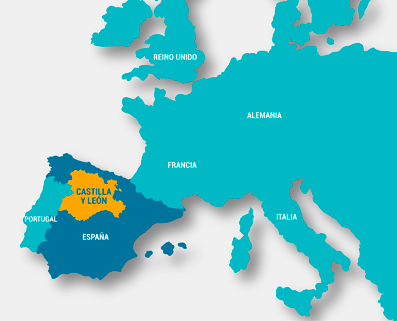 REINO UNIDO
ALEMANIA
FRANCIA
CASTILLA
Y LEÓN
PORTUGAL
ITALIA
ESPAÑA